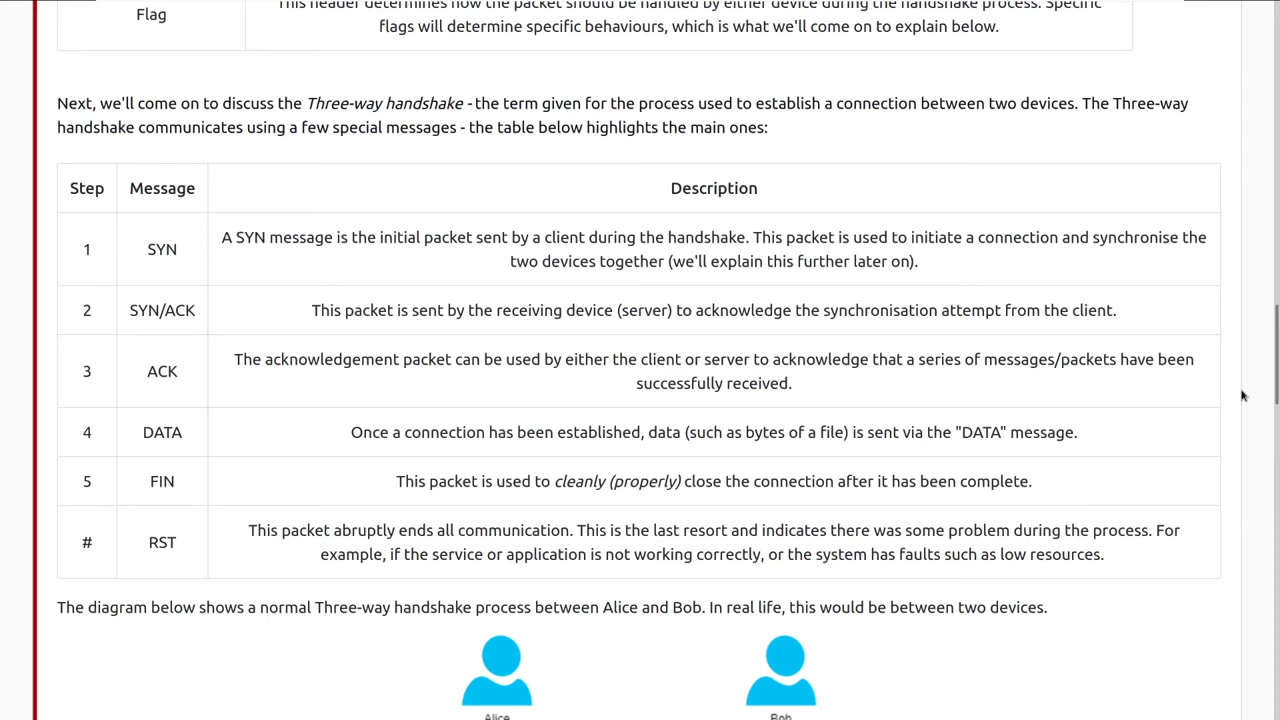 This header determines how the packet should be handled by either device during the handshake process. Specific
Flag
flags will determine specific behaviours, which is what we'll come on to explain below.
Next, we'll come on to discuss the Three-way handshake - the term given for the process used to establish a connection between two devices. The Three-way
handshake communicates using a few special messages - the table below highlights the main ones:
Step Message Description
A SYN message is the initial packet sent by a client during the handshake. This packet is used to initiate a connection and synchronise the
1 SYN
two devices together (we'll explain this further later on).
2 SYN/ACK This packet is sent by the receiving device (server) to acknowledge the synchronisation attempt from the client.
The acknowledgement packet can be used by either the client or server to acknowledge that a series of messages/packets have been
3 ACK
successfully received.
4 DATA Once a connection has been established, data (such as bytes of a file) is sent via the "DATA" message.
5 FIN This packet is used to cleanly (properly) close the connection after it has been complete.
This packet abruptly ends all communication. This is the last resort and indicates there was some problem during the process. For
# RST
example, if the service or application is not working correctly, or the system has faults such as low resources.
The diagram below shows a normal Three-way handshake process between Alice and Bob. In real life, this would be between two devices.
Alice Bob